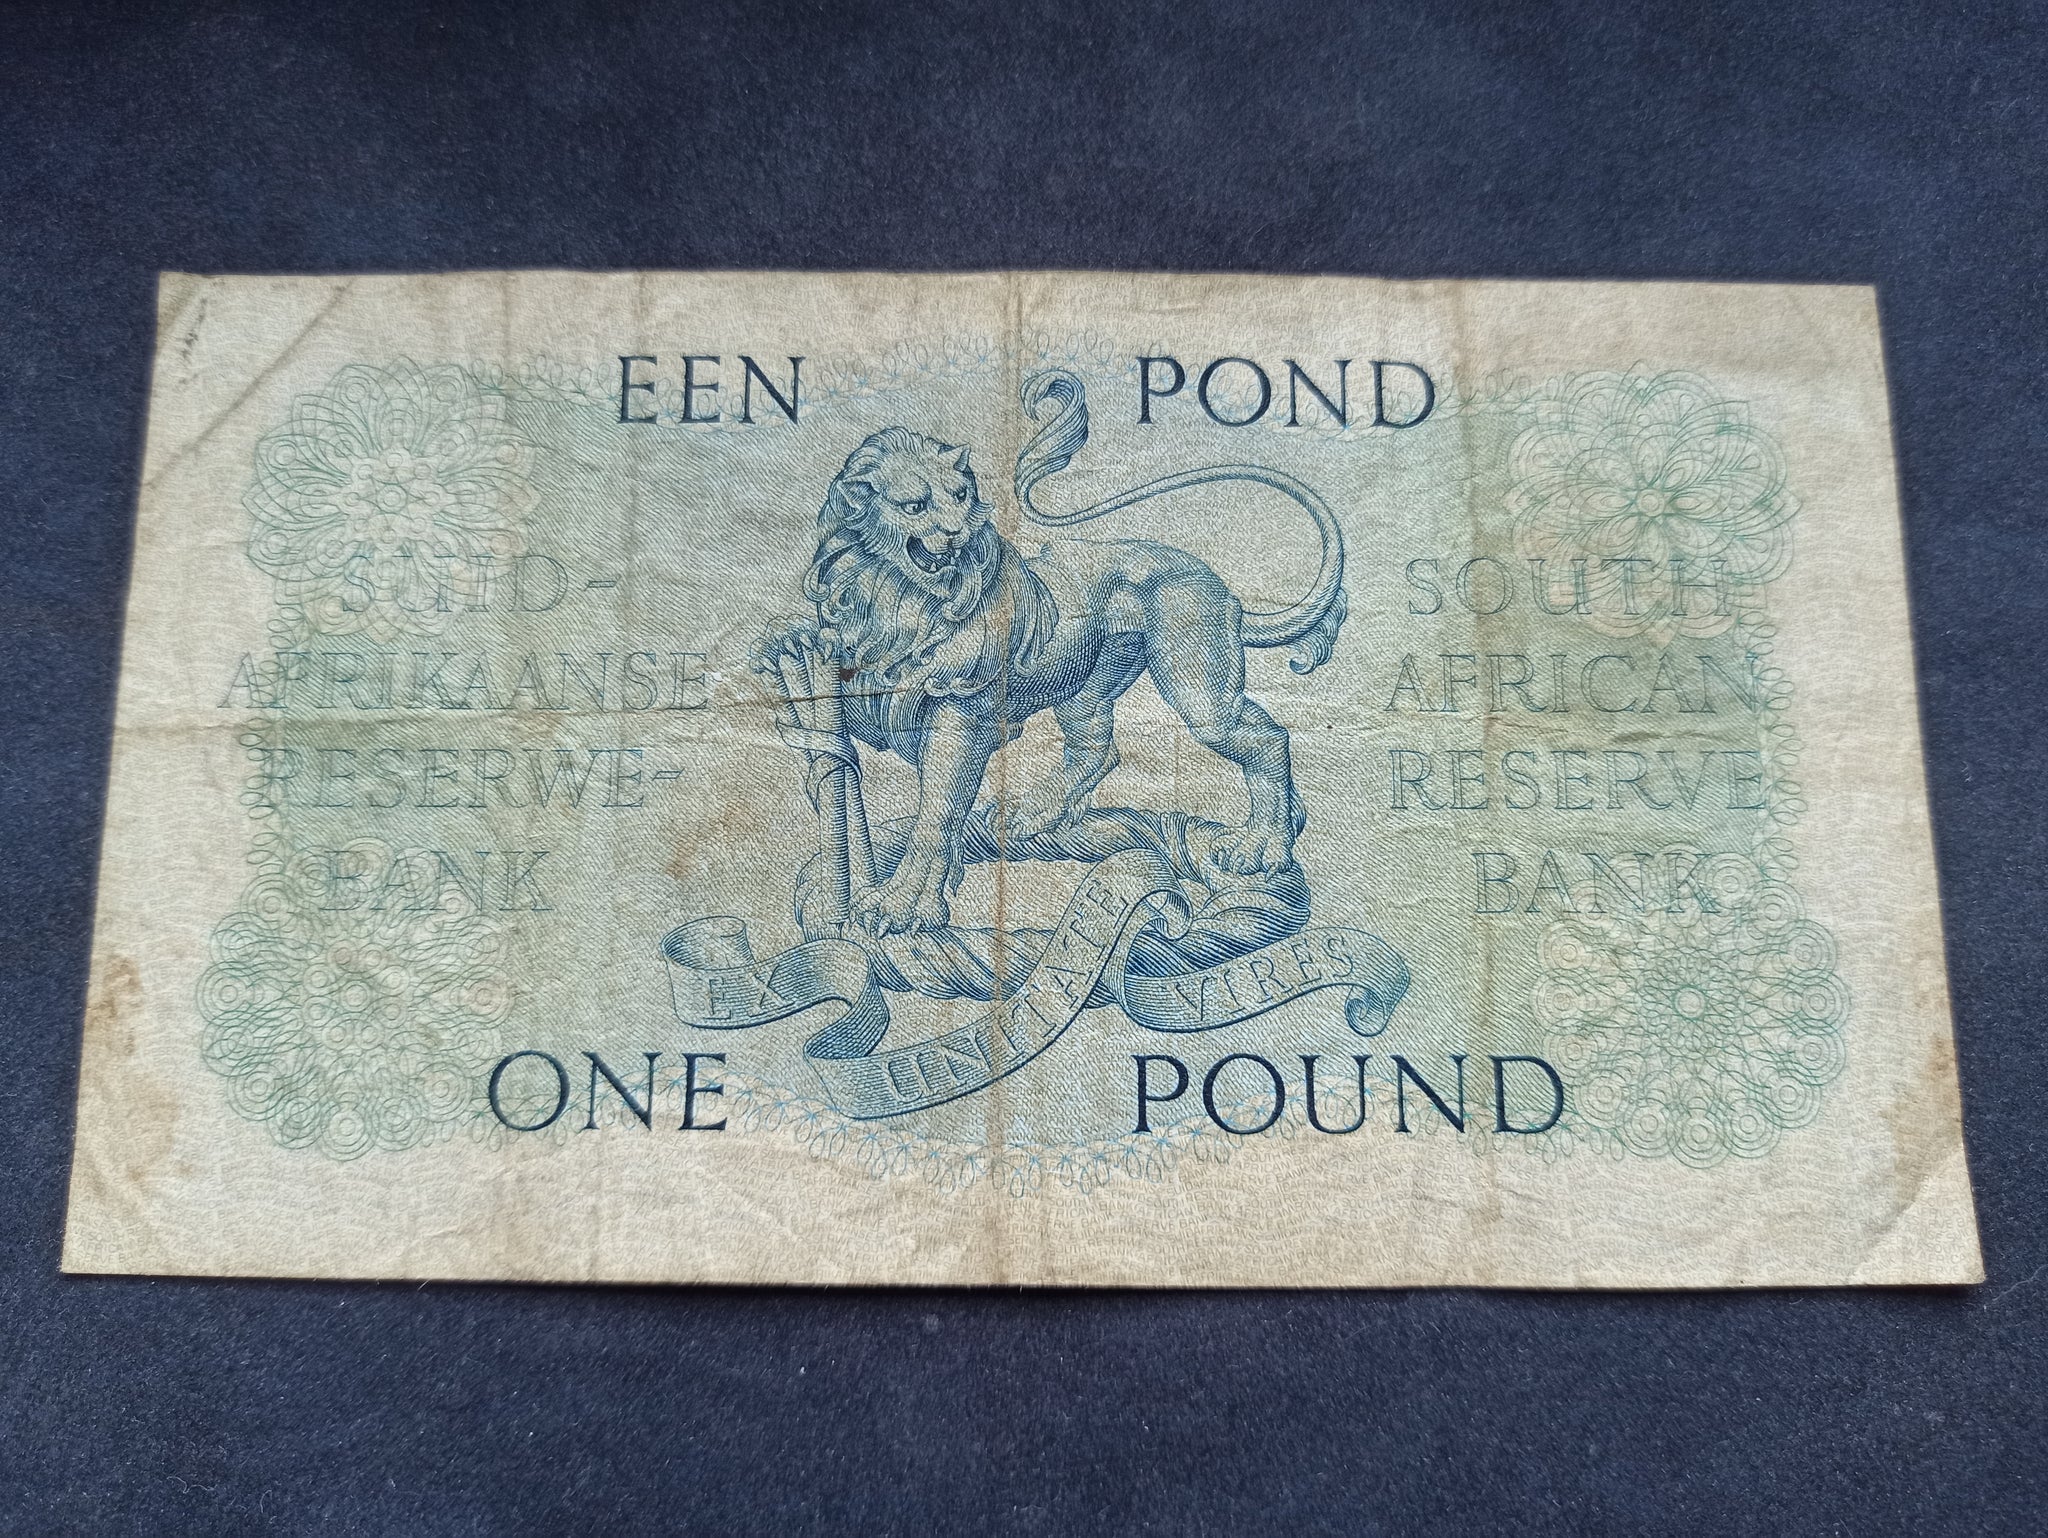 EEN POND
SUID-
AFRIKAANSE
RESERWE-
BANK
SOUTH
AFRICAN
RESERVE
BANK
EX UNITATE VIRES
ONE POUND